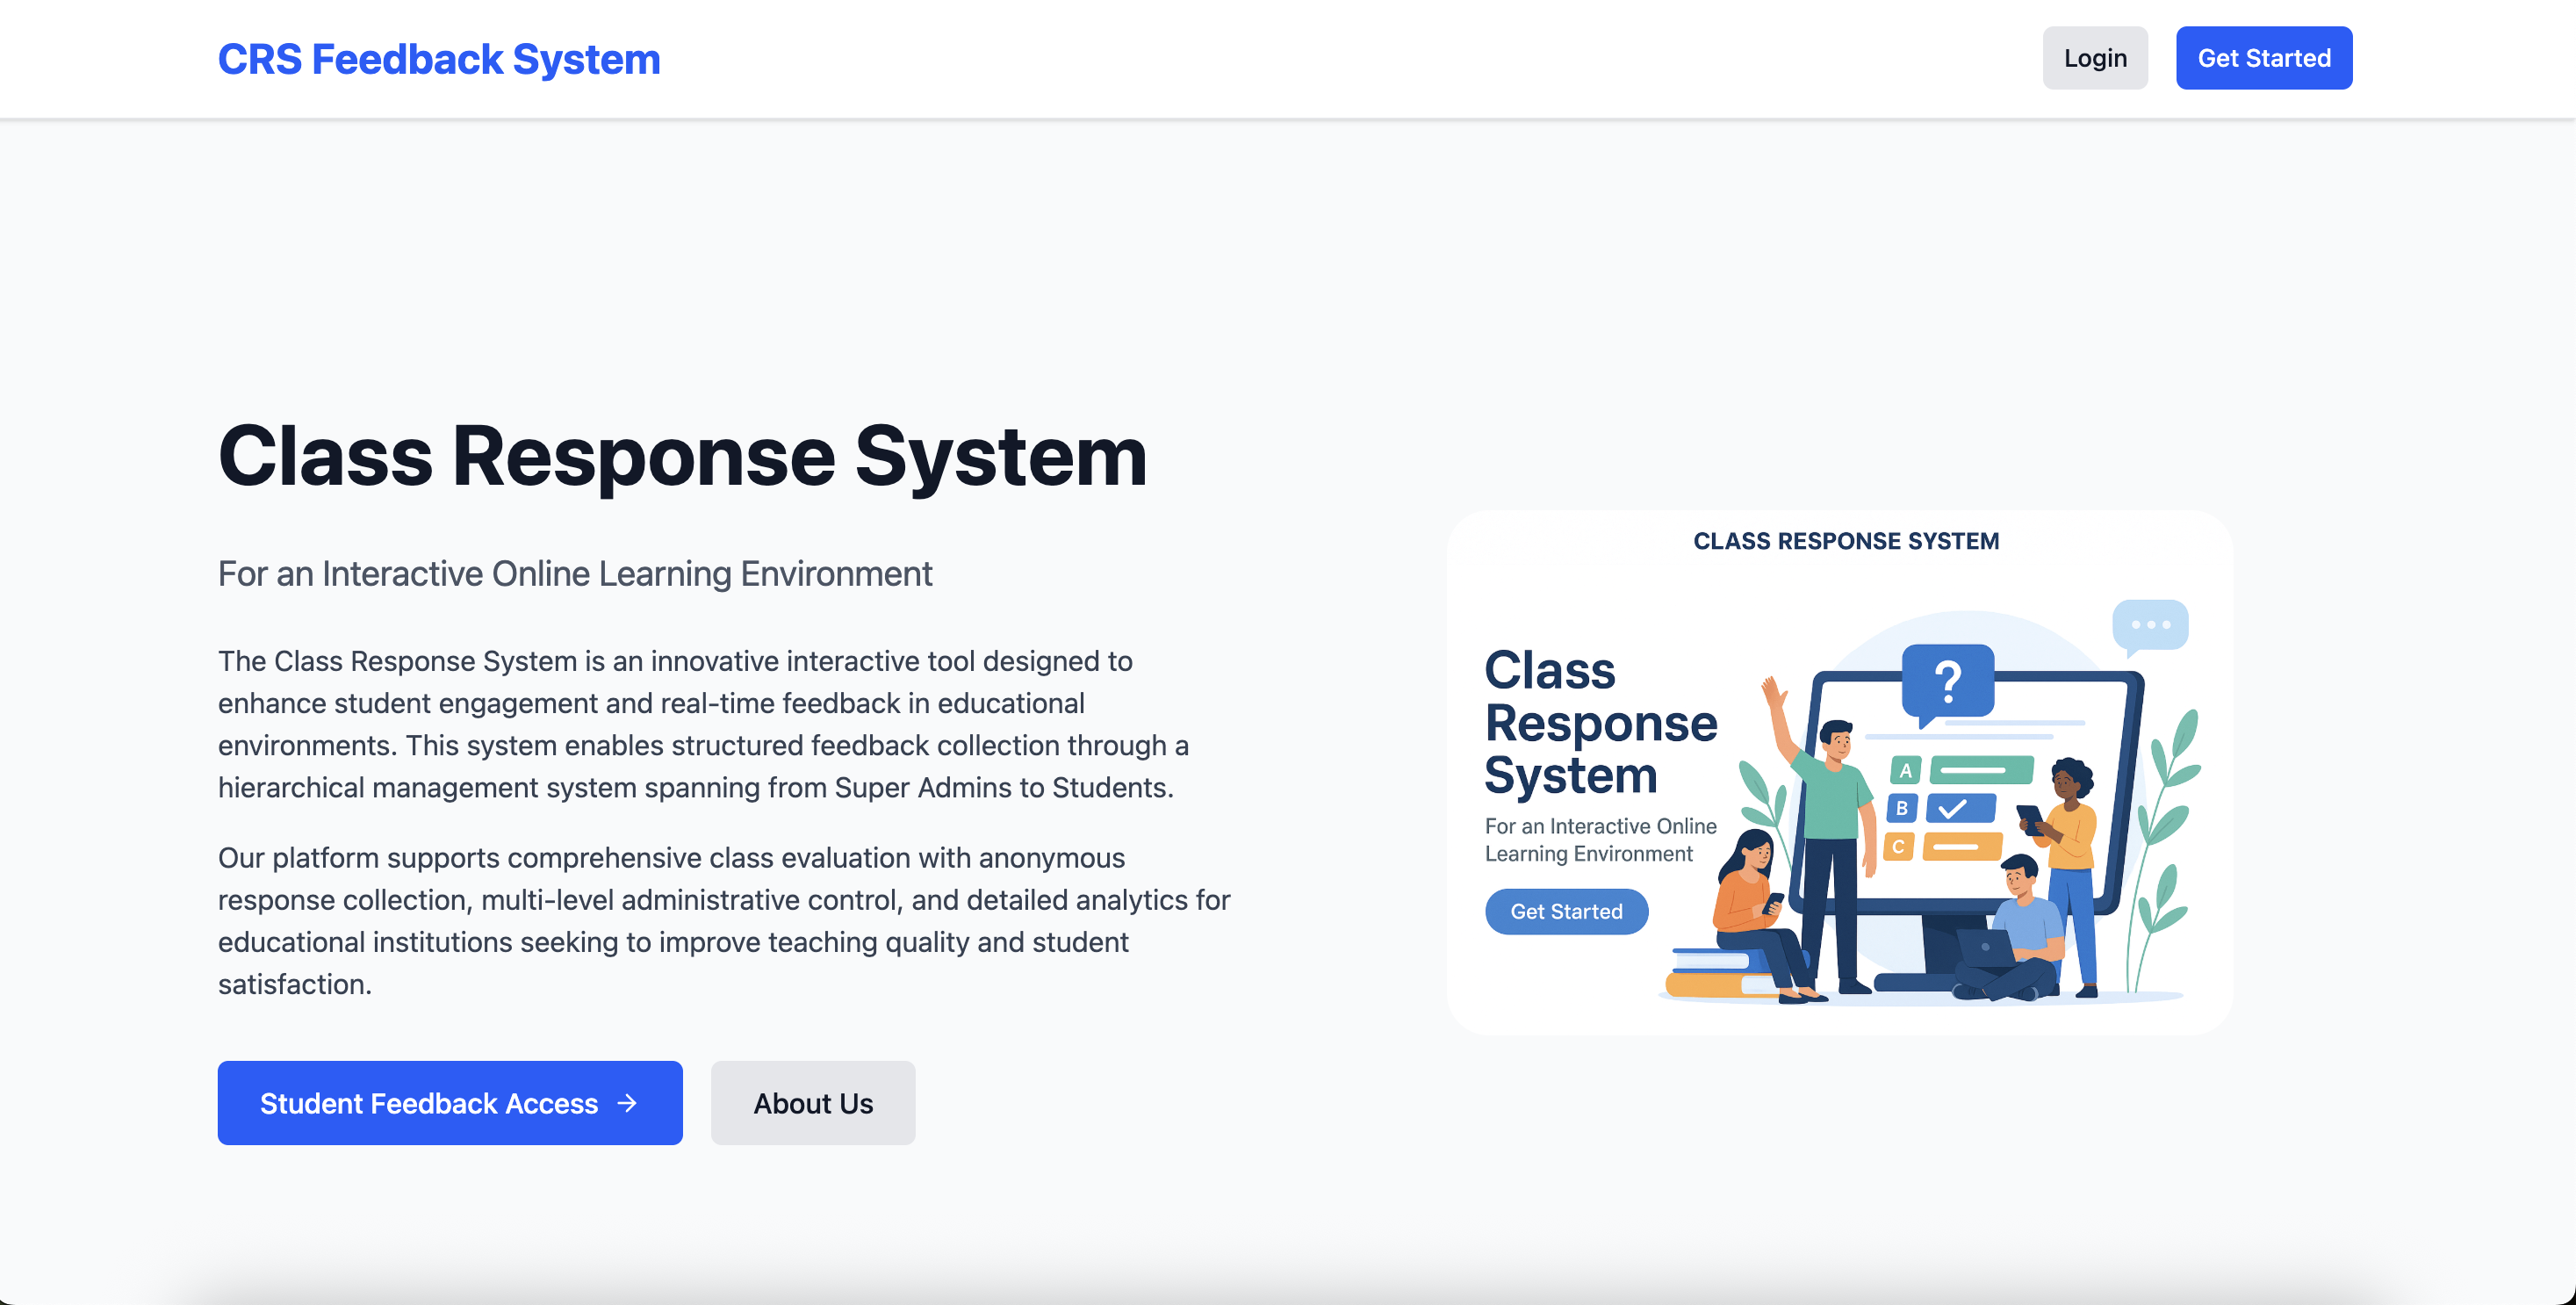 CRS Feedback System
Login
Get Started
Class Response System
For an Interactive Online Learning Environment
The Class Response System is an innovative interactive tool designed to
enhance student engagement and real-time feedback in educational
environments. This system enables structured feedback collection through a
hierarchical management system spanning from Super Admins to Students.
Our platform supports comprehensive class evaluation with anonymous
response collection, multi-level administrative control, and detailed analytics for
educational institutions seeking to improve teaching quality and student
satisfaction.
Student Feedback Access →
About Us
CLASS RESPONSE SYSTEM
Class
Response
System
For an Interactive Online
Learning Environment
Get Started
?
A
B
C